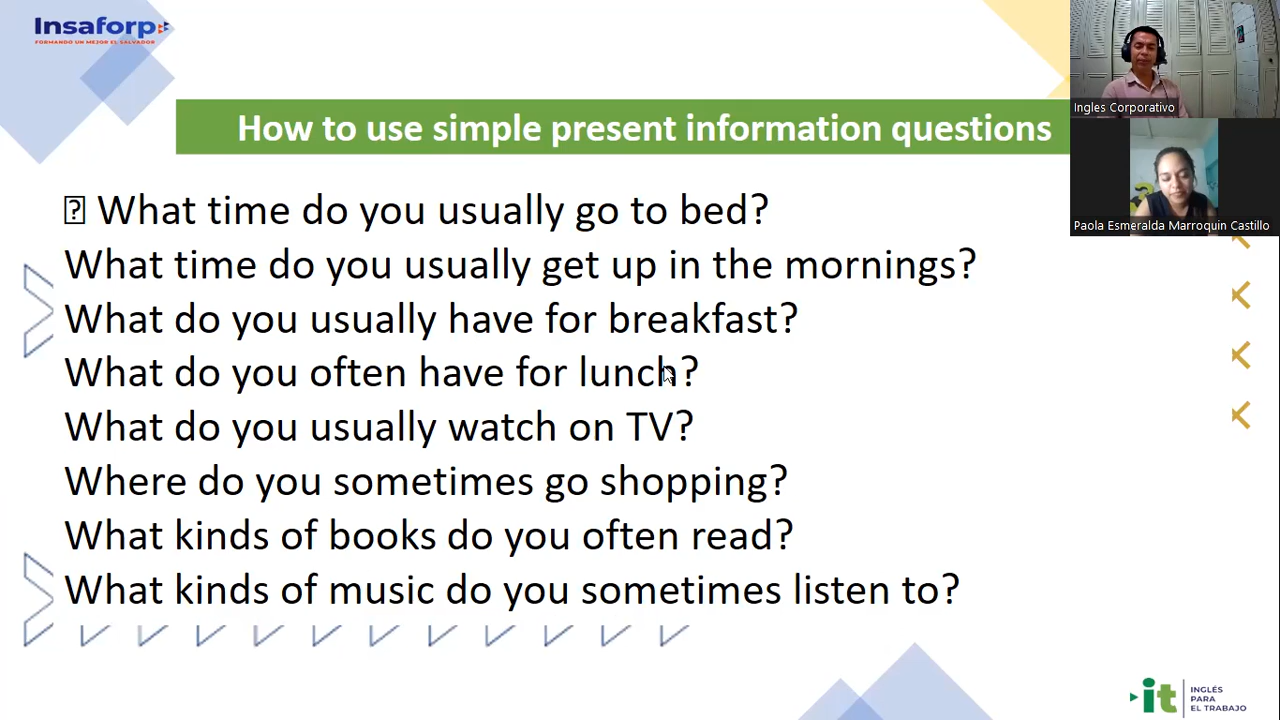 Insaforp
FORMANDO UN MEJOR EL SALVADOR
How to use simple present information questions
What time do you usually go to bed?
What time do you usually get up in the mornings?
What do you usually have for breakfast?
What do you often have for lunch?
What do you usually watch on TV?
Where do you sometimes go shopping?
What kinds of books do you often read?
What kinds of music do you sometimes listen to?
Ingles Corporativo
Paola Esmeralda Marroquin Castillo
it
INGLÉS
PARA
EL TRABAJO